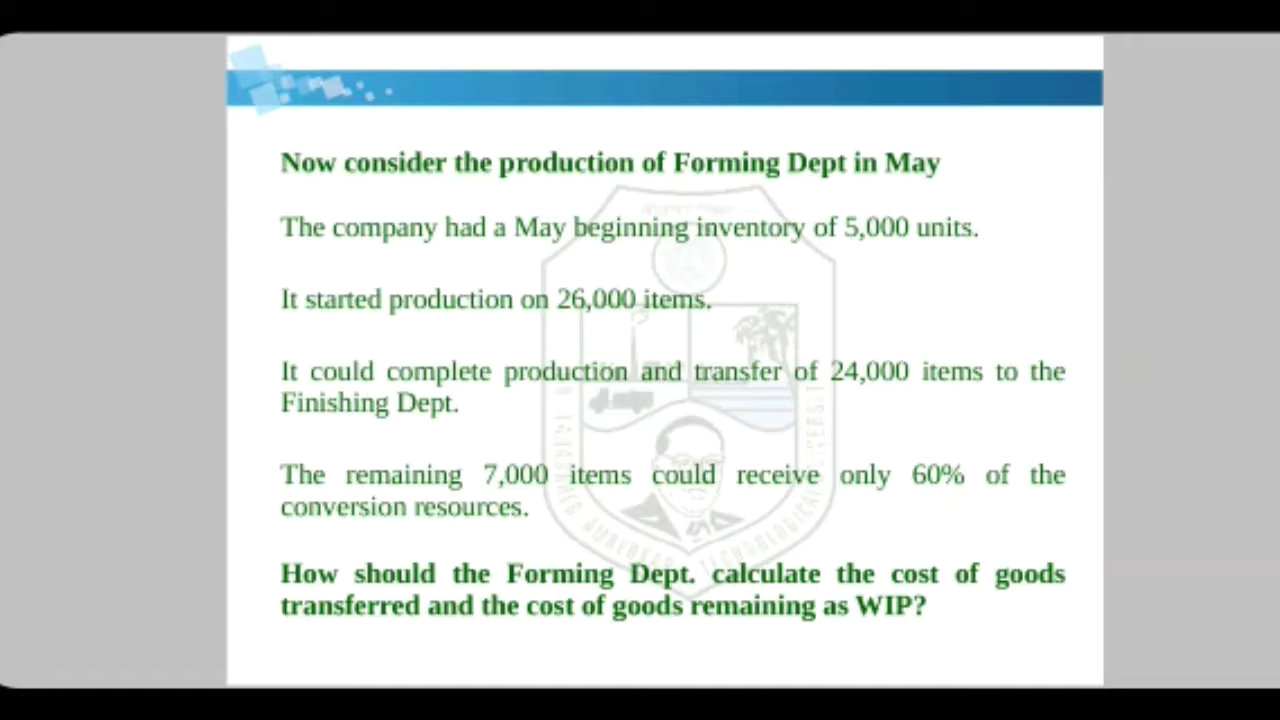 Now consider the production of Forming Dept in May
The company had a May beginning inventory of 5,000 units.
It started production on 26,000 items.
It could complete production and transfer of 24,000 items to the
Finishing Dept.
The remaining 7,000 items could receive only 60% of the
conversion resources.
How should the Forming Dept. calculate the cost of goods
transferred and the cost of goods remaining as WIP?